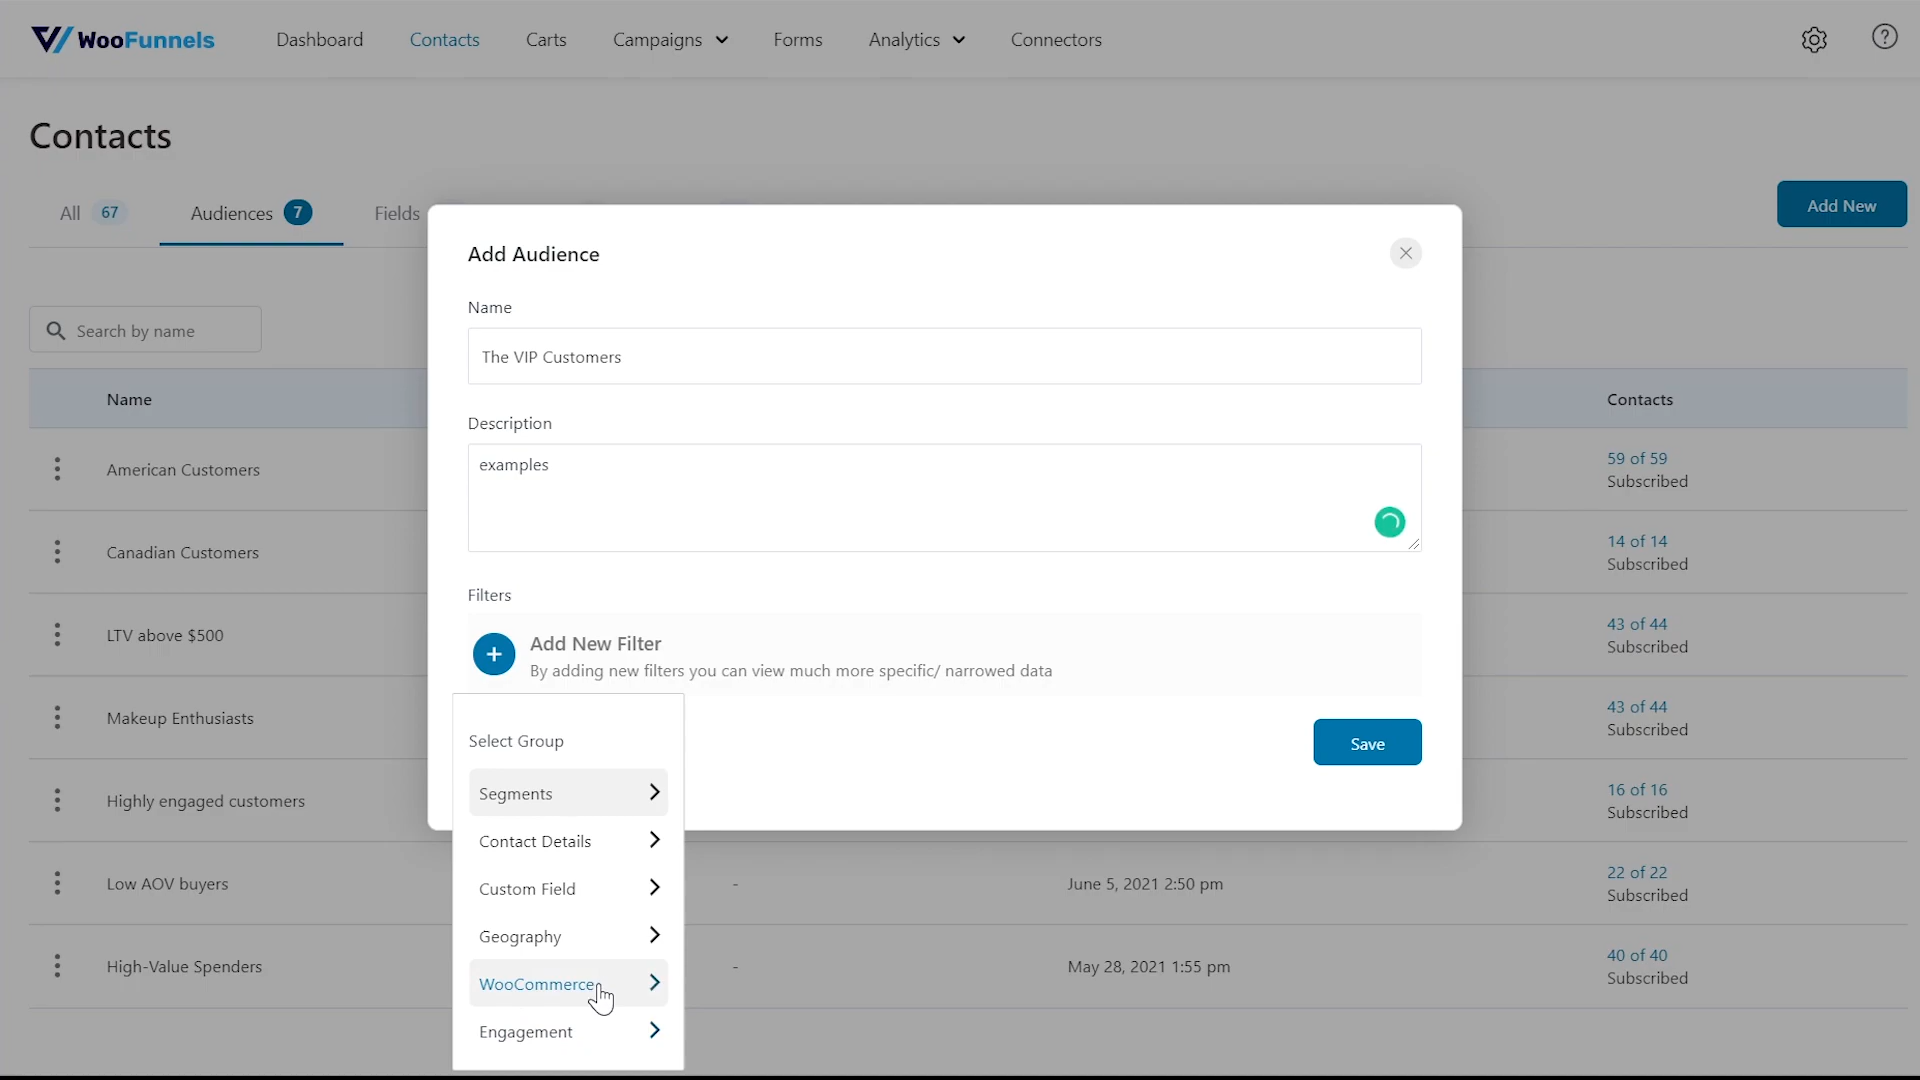 WooFunnels Dashboard Contacts Carts Campaigns Forms Analytics Connectors ?
Contacts
All 67 Audiences 7 Fields
Add New
Search by name
Name
Contacts
American Customers
59 of 59
Subscribed
Canadian Customers
14 of 14
Subscribed
LTV above $500
43 of 44
Subscribed
Makeup Enthusiasts
43 of 44
Subscribed
Highly engaged customers
16 of 16
Subscribed
Low AOV buyers - June 5, 2021 2:50 pm
22 of 22
Subscribed
High-Value Spenders - May 28, 2021 1:55 pm
40 of 40
Subscribed
Add Audience
Name
The VIP Customers
Description
examples
Filters
Add New Filter
By adding new filters you can view much more specific/ narrowed data
Save
Select Group
Segments
Contact Details
Custom Field
Geography
WooCommerce
Engagement